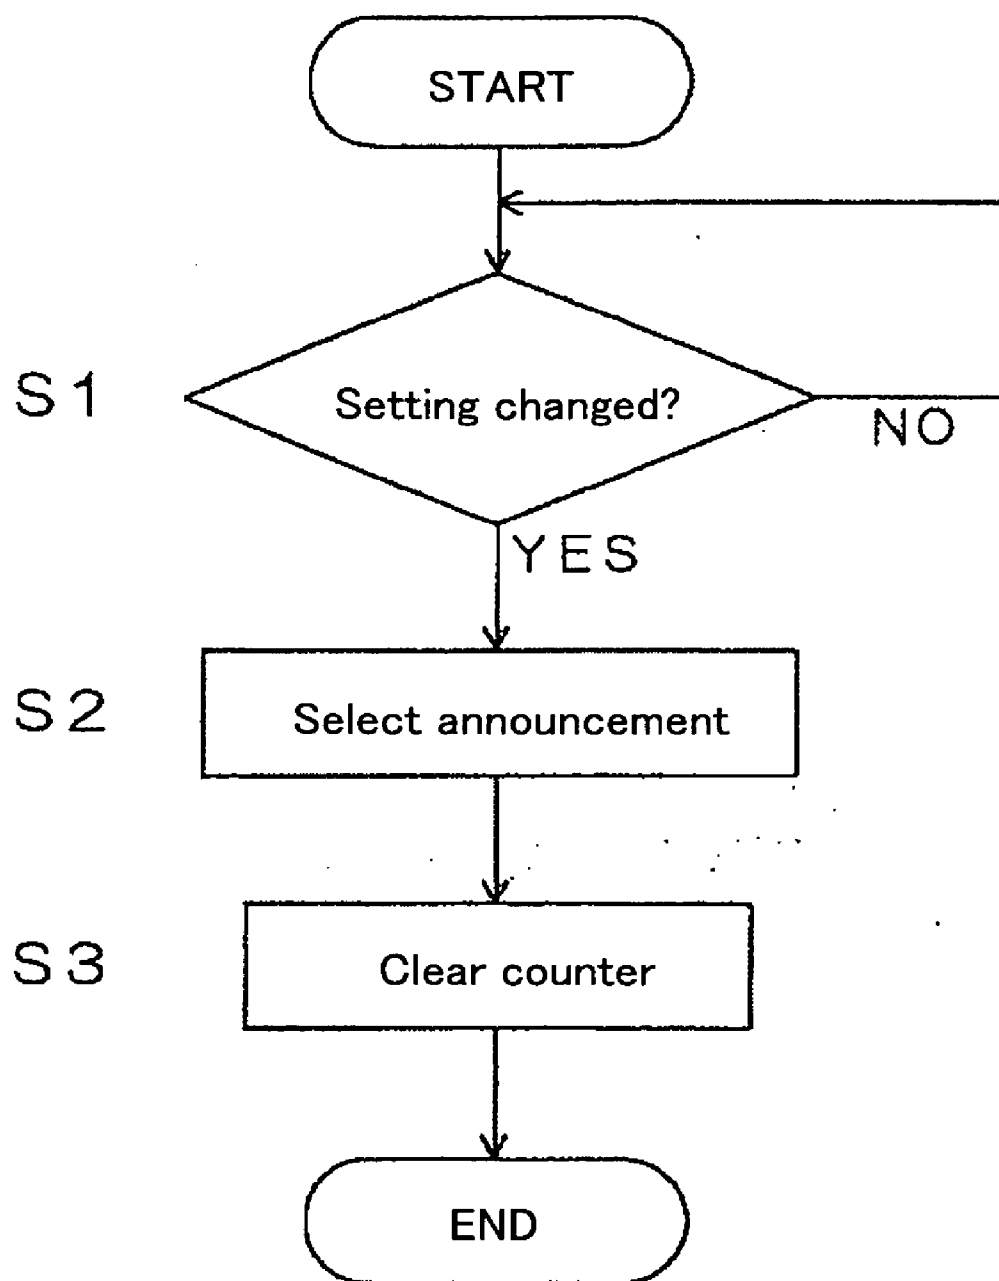 START
S1
Setting changed?
NO
YES
S2
Select announcement
S3
Clear counter
END